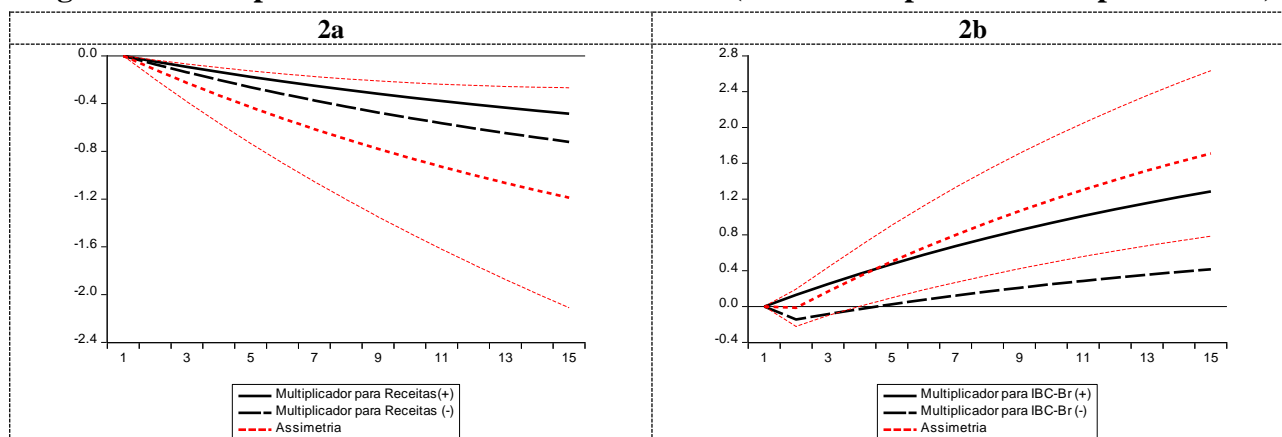 2a
2b
0.0
-0.4
-0.8
-1.2
-1.6
-2.0
-2.4
1 3 5 7 9 11 13 15
Multiplicador para Receitas(+)
Multiplicador para Receitas (-)
Assimetria
2.8
2.4
2.0
1.6
1.2
0.8
0.4
0.0
-0.4
1 3 5 7 9 11 13 15
Multiplicador para IBC-Br (+)
Multiplicador para IBC-Br (-)
Assimetria